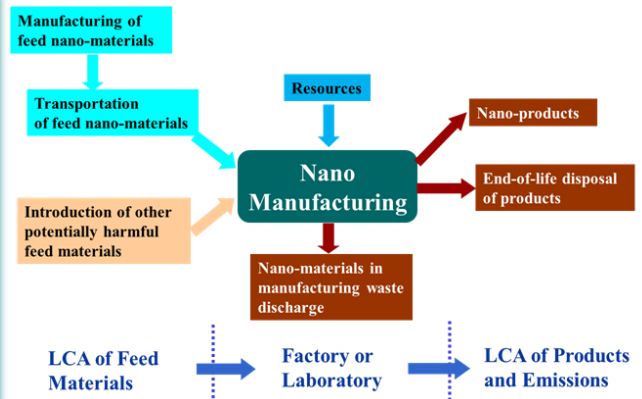 Manufacturing of
feed nano-materials
Transportation
of feed nano-materials
Resources
Nano-products
Nano
Manufacturing
End-of-life disposal
of products
Introduction of other
potentially harmful
feed materials
Nano-materials in
manufacturing waste
discharge
LCA of Feed
Materials
Factory or
Laboratory
LCA of Products
and Emissions